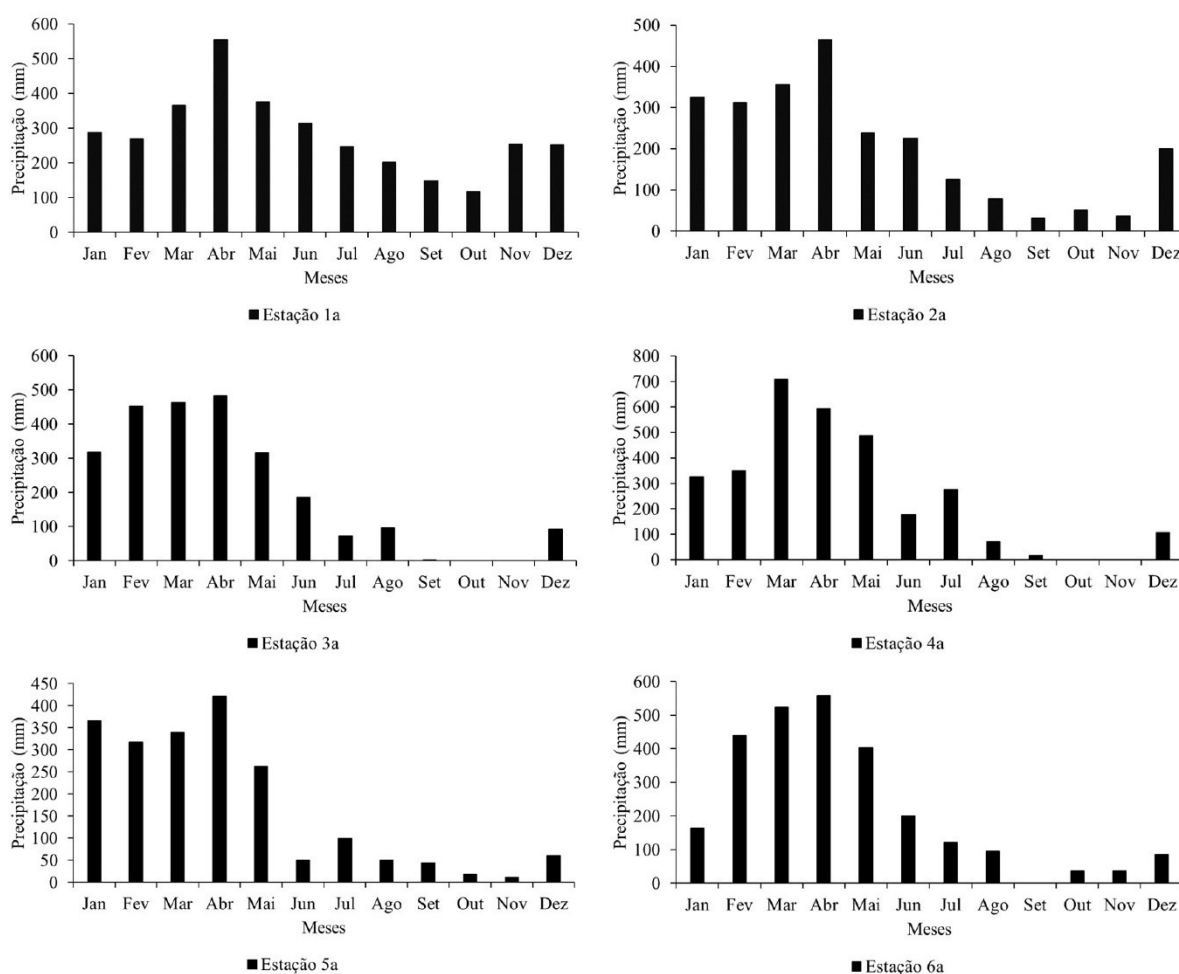 Precipitação (mm)
600
500
400
300
200
100
0
Jan Fev Mar Abr Mai Jun Jul Ago Set Out Nov Dez
Meses
Estação 1a
Precipitação (mm)
500
400
300
200
100
0
Jan Fev Mar Abr Mai Jun Jul Ago Set Out Nov Dez
Meses
Estação 2a
Precipitação (mm)
600
500
400
300
200
100
0
Jan Fev Mar Abr Mai Jun Jul Ago Set Out Nov Dez
Meses
Estação 3a
Precipitação (mm)
800
700
600
500
400
300
200
100
0
Jan Fev Mar Abr Mai Jun Jul Ago Set Out Nov Dez
Meses
Estação 4a
Precipitação (mm)
450
400
350
300
250
200
150
100
50
0
Jan Fev Mar Abr Mai Jun Jul Ago Set Out Nov Dez
Meses
Estação 5a
Precipitação (mm)
600
500
400
300
200
100
0
Jan Fev Mar Abr Mai Jun Jul Ago Set Out Nov Dez
Meses
Estação 6a